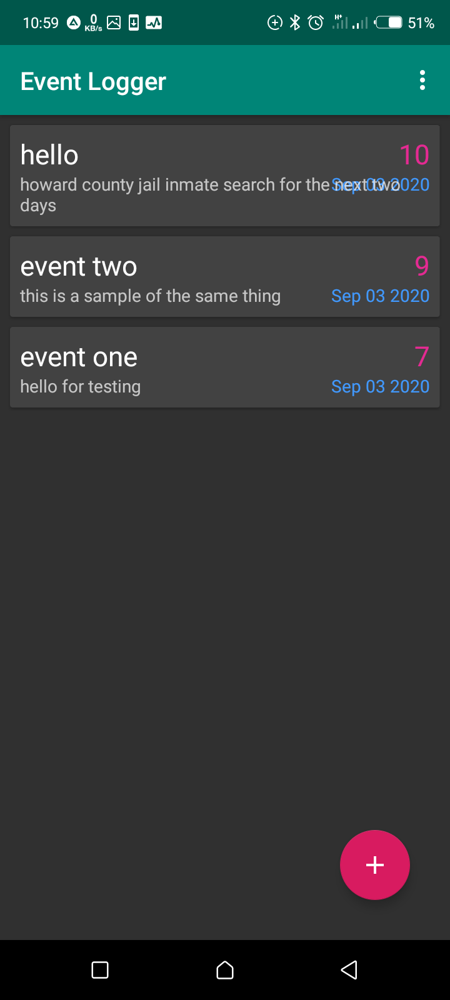 10:59 0 KB/s H+ 51%
Event Logger
hello 10
howard county jail inmate search for the next two Sep 03 2020
days
event two 9
this is a sample of the same thing Sep 03 2020
event one 7
hello for testing Sep 03 2020